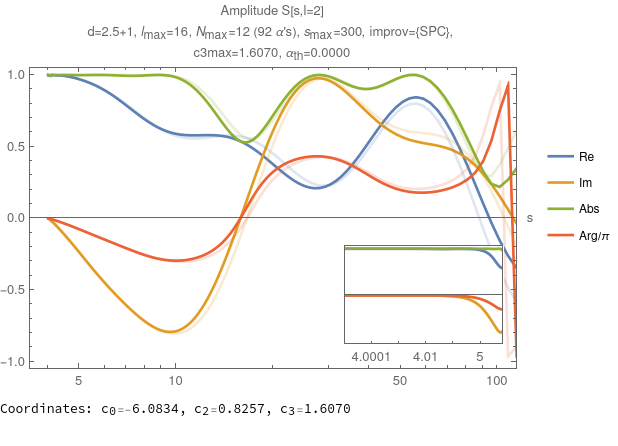 Amplitude S[s,l=2]
d=2.5+1, lmax=16, Nmax=12 (92 α's), smax=300, improv={SPC},
c3max=1.6070, αth=0.0000
1.0
0.5
0.0
−0.5
−1.0
5
10
50
100
s
4.0001
4.01
5
Re
Im
Abs
Arg/π
Coordinates: c0=-6.0834, c2=0.8257, c3=1.6070